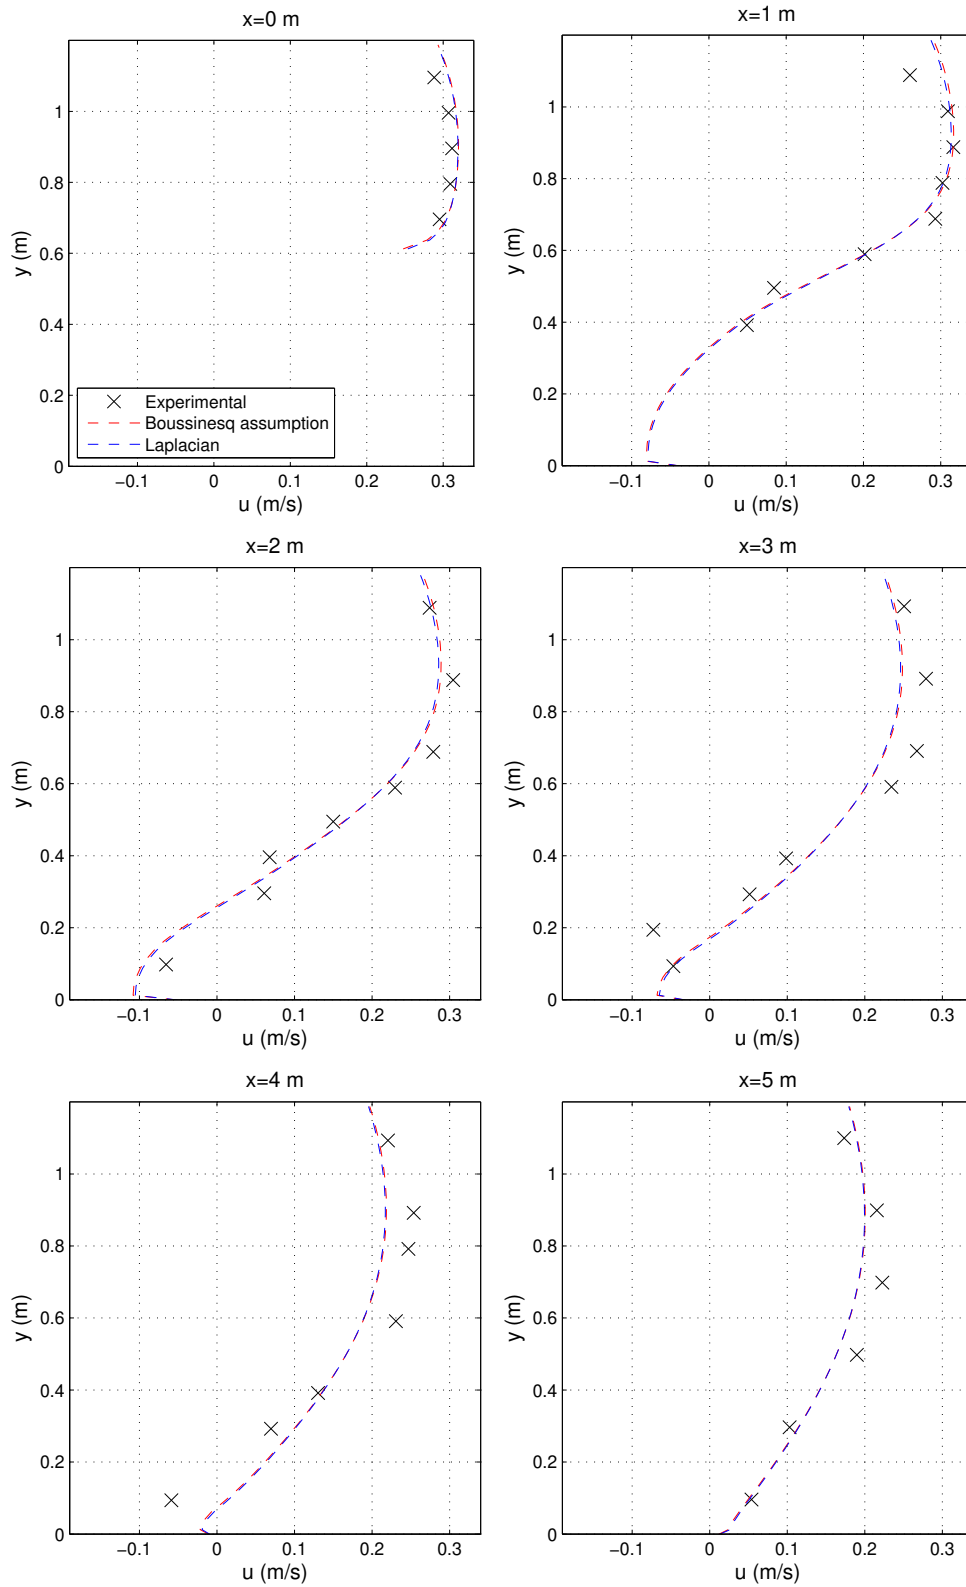 x=0 m
1
0.8
0.6
0.4
0.2
0
y (m)
Experimental
Boussinesq assumption
Laplacian
−0.1 0 0.1 0.2 0.3
u (m/s)
x=1 m
1
0.8
0.6
0.4
0.2
0
y (m)
−0.1 0 0.1 0.2 0.3
u (m/s)
x=2 m
1
0.8
0.6
0.4
0.2
0
y (m)
−0.1 0 0.1 0.2 0.3
u (m/s)
x=3 m
1
0.8
0.6
0.4
0.2
0
y (m)
−0.1 0 0.1 0.2 0.3
u (m/s)
x=4 m
1
0.8
0.6
0.4
0.2
0
y (m)
−0.1 0 0.1 0.2 0.3
u (m/s)
x=5 m
1
0.8
0.6
0.4
0.2
0
y (m)
−0.1 0 0.1 0.2 0.3
u (m/s)